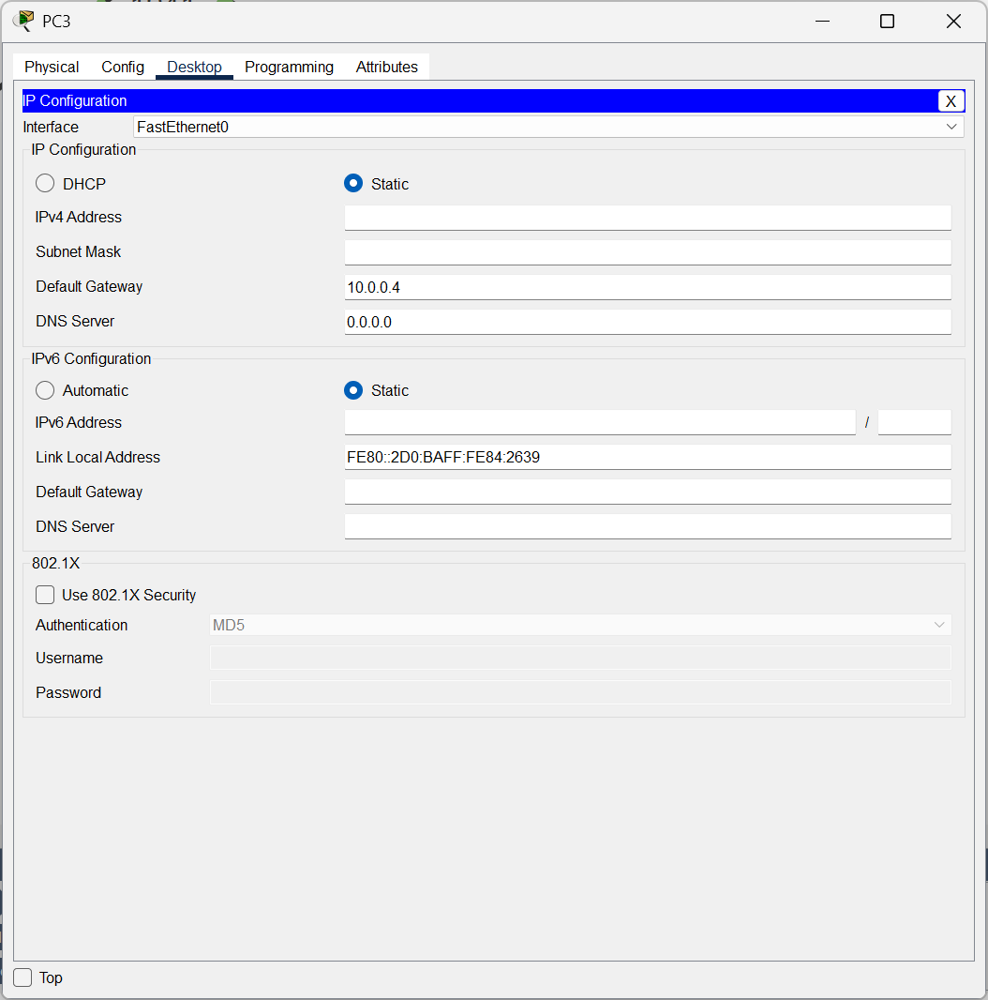 PC3
Physical Config Desktop Programming Attributes
IP Configuration X
Interface FastEthernet0
IP Configuration
DHCP Static
IPv4 Address
Subnet Mask
Default Gateway 10.0.0.4
DNS Server 0.0.0.0
IPv6 Configuration
Automatic Static
IPv6 Address /
Link Local Address FE80::2D0:BAFF:FE84:2639
Default Gateway
DNS Server
802.1X
Use 802.1X Security
Authentication MD5
Username
Password
Top